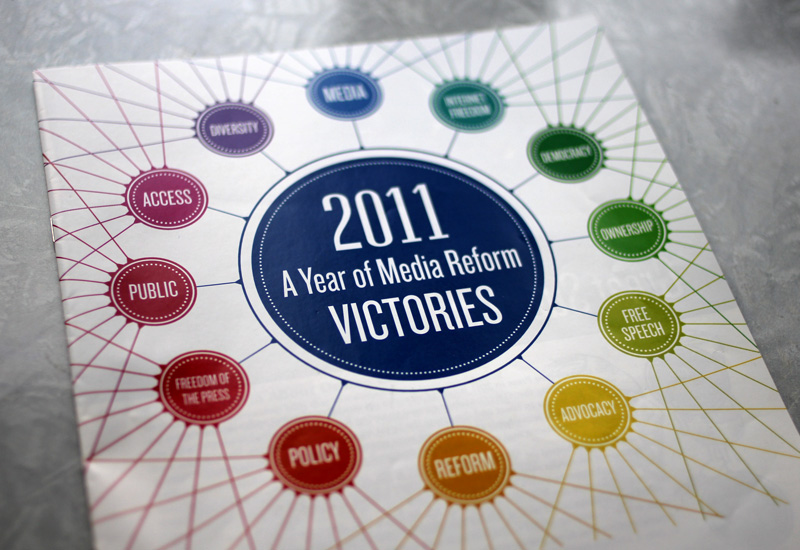 2011
A Year of Media Reform
VICTORIES
MEDIA
INTERNET
FREEDOM
DEMOCRACY
OWNERSHIP
FREE
SPEECH
ADVOCACY
REFORM
POLICY
FREEDOM OF
THE PRESS
PUBLIC
ACCESS
DIVERSITY